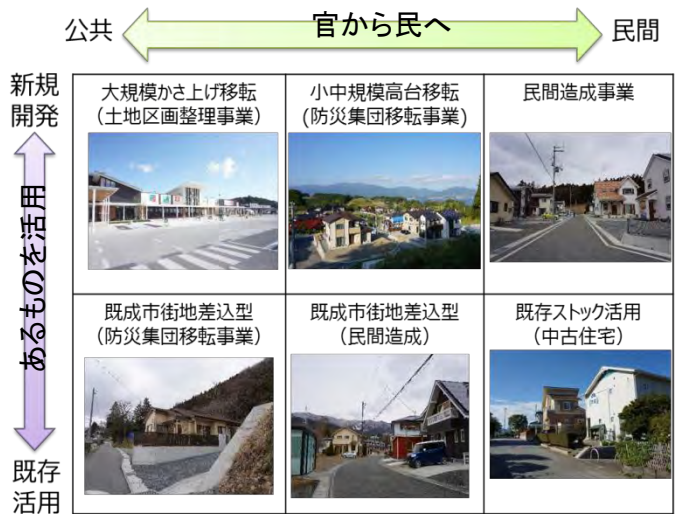 公共
官から民へ
民間
新規
開発
あるものを活用
既存
活用
大規模かさ上げ移転
（土地区画整理事業）
小中規模高台移転
(防災集団移転事業)
民間造成事業
既成市街地差込型
（防災集団移転事業）
既成市街地差込型
（民間造成）
既存ストック活用
（中古住宅）